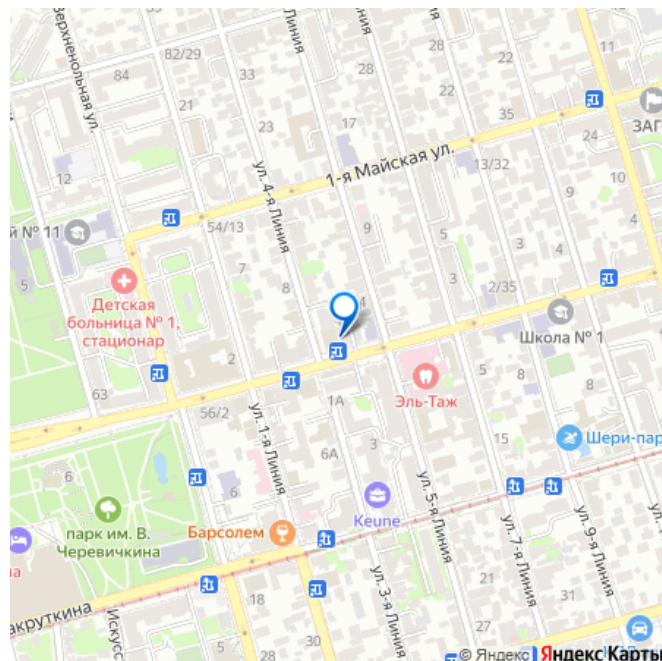 Верхненольная ул.
82/29
28
11
84
33
28
21
35
ЗАГ
23
17
24
12
1-я Майская ул.
13/32
ул. 4-я Линия
10
й № 11
54/13
9
9
5
7
5
3
4
8
4
3
2/35
Детская
больница № 1,
стационар
Школа № 1
2
63
Эль-Таж
8
5
8
56/2
1А
ул. 1-я Линия
6А
3
15
Шери-пар
6
Keune
ул. 5-я Линия
парк им. В.
Черевичкина
Барсолем
а
ул. 7-я Линия
ул. 9-я Линия
ул. 3-я Линия
21
27
акруткина
18
28
30
30
28
Искусс
© Яндекс
Яндекс Карты